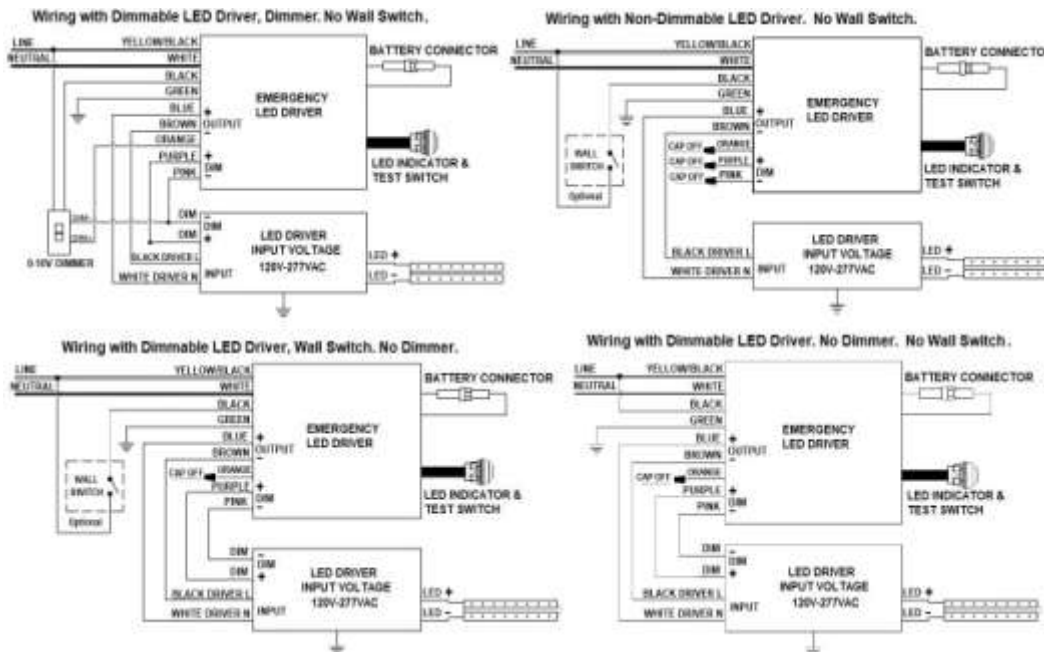 Wiring with Dimmable LED Driver, Dimmer. No Wall Switch.
LINE
NEUTRAL
YELLOW/BLACK
WHITE
BLACK
GREEN
BLUE
BROWN
ORANGE
PURPLE
PINK
+
OUTPUT
-
+
DIM
-
EMERGENCY
LED DRIVER
BATTERY CONNECTOR
LED INDICATOR &
TEST SWITCH
DIM
DIM
BLACK DRIVER L
WHITE DRIVER N
-
DIM
+
INPUT
LED DRIVER
INPUT VOLTAGE
120V-277VAC
LED +
LED -
0-10V DIMMER
Wiring with Non-Dimmable LED Driver. No Wall Switch.
LINE
NEUTRAL
YELLOW/BLACK
WHITE
BLACK
GREEN
BLUE
BROWN
CAP OFF ORANGE
CAP OFF PURPLE
CAP OFF PINK
+
OUTPUT
-
+
DIM
-
EMERGENCY
LED DRIVER
BATTERY CONNECTOR
LED INDICATOR &
TEST SWITCH
WALL
SWITCH
Optional
BLACK DRIVER L
WHITE DRIVER N
INPUT
LED DRIVER
INPUT VOLTAGE
120V-277VAC
LED +
LED -
Wiring with Dimmable LED Driver, Wall Switch. No Dimmer.
LINE
NEUTRAL
YELLOW/BLACK
WHITE
BLACK
GREEN
BLUE
BROWN
CAP OFF ORANGE
PURPLE
PINK
+
OUTPUT
-
+
DIM
-
EMERGENCY
LED DRIVER
BATTERY CONNECTOR
LED INDICATOR &
TEST SWITCH
WALL
SWITCH
Optional
DIM
DIM
BLACK DRIVER L
WHITE DRIVER N
-
DIM
+
INPUT
LED DRIVER
INPUT VOLTAGE
120V-277VAC
LED +
LED -
Wiring with Dimmable LED Driver. No Dimmer. No Wall Switch.
LINE
NEUTRAL
YELLOW/BLACK
WHITE
BLACK
GREEN
BLUE
BROWN
CAP OFF ORANGE
PURPLE
PINK
+
OUTPUT
-
+
DIM
-
EMERGENCY
LED DRIVER
BATTERY CONNECTOR
LED INDICATOR &
TEST SWITCH
DIM
DIM
BLACK DRIVER L
WHITE DRIVER N
-
DIM
+
INPUT
LED DRIVER
INPUT VOLTAGE
120V-277VAC
LED +
LED -